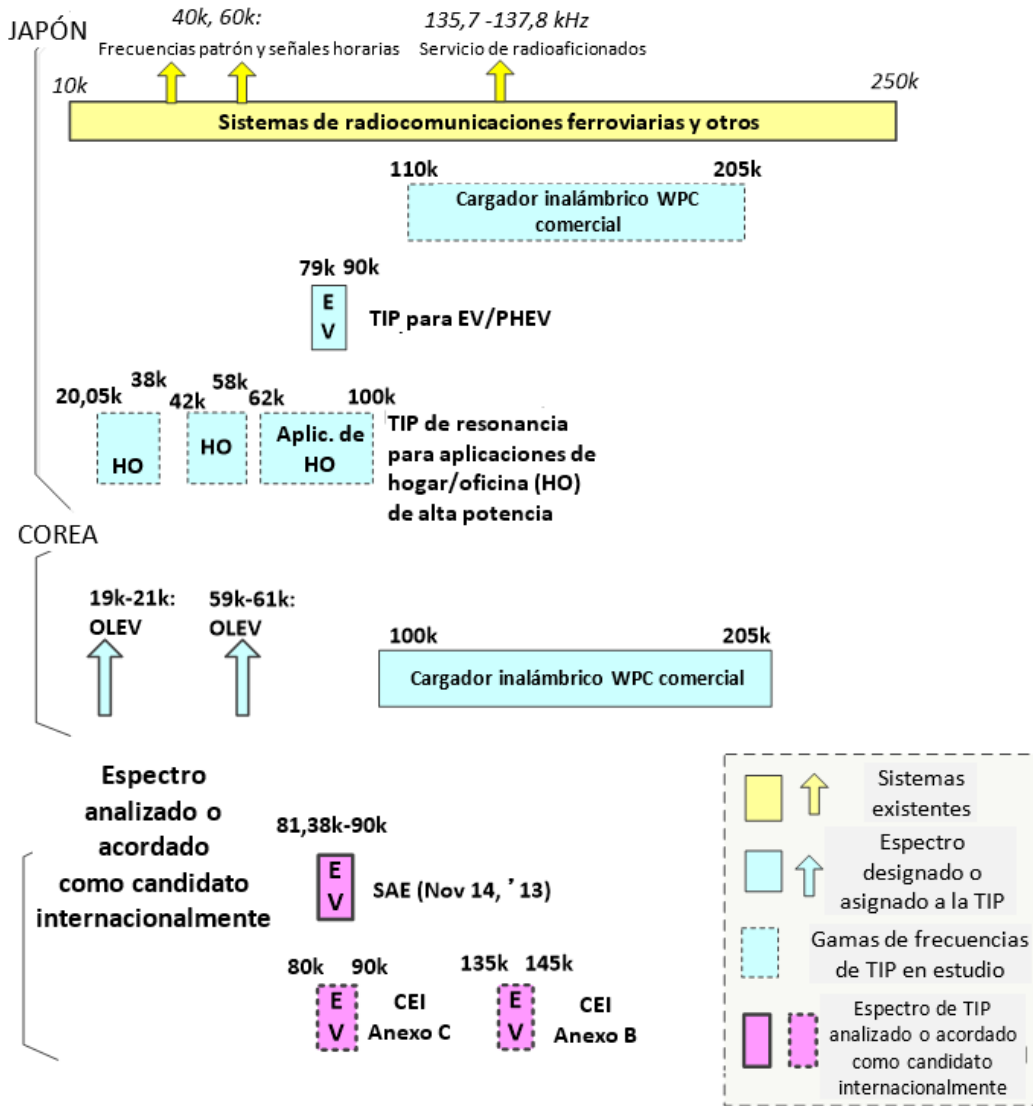 JAPÓN
40k, 60k:
135,7 -137,8 kHz
Frecuencias patrón y señales horarias
Servicio de radioaficionados
10k
250k
Sistemas de radiocomunicaciones ferroviarias y otros
110k
205k
Cargador inalámbrico WPC
comercial
79k 90k
E
V
TIP para EV/PHEV
20,05k
38k
42k
58k
62k
100k
HO
HO
Aplic. de
HO
TIP de resonancia
para aplicaciones de
hogar/oficina (HO)
de alta potencia
COREA
19k-21k:
OLEV
59k-61k:
OLEV
100k
205k
Cargador inalámbrico WPC comercial
Espectro
analizado o
acordado
como candidato
internacionalmente
81,38k-90k
E
V
SAE (Nov 14, ’ 13)
80k 90k
E
V
CEI
Anexo C
135k 145k
E
V
CEI
Anexo B
Sistemas
existentes
Espectro
designado o
asignado a la TIP
Gamas de frecuencias
de TIP en estudio
Espectro de TIP
analizado o acordado
como candidato
internacionalmente